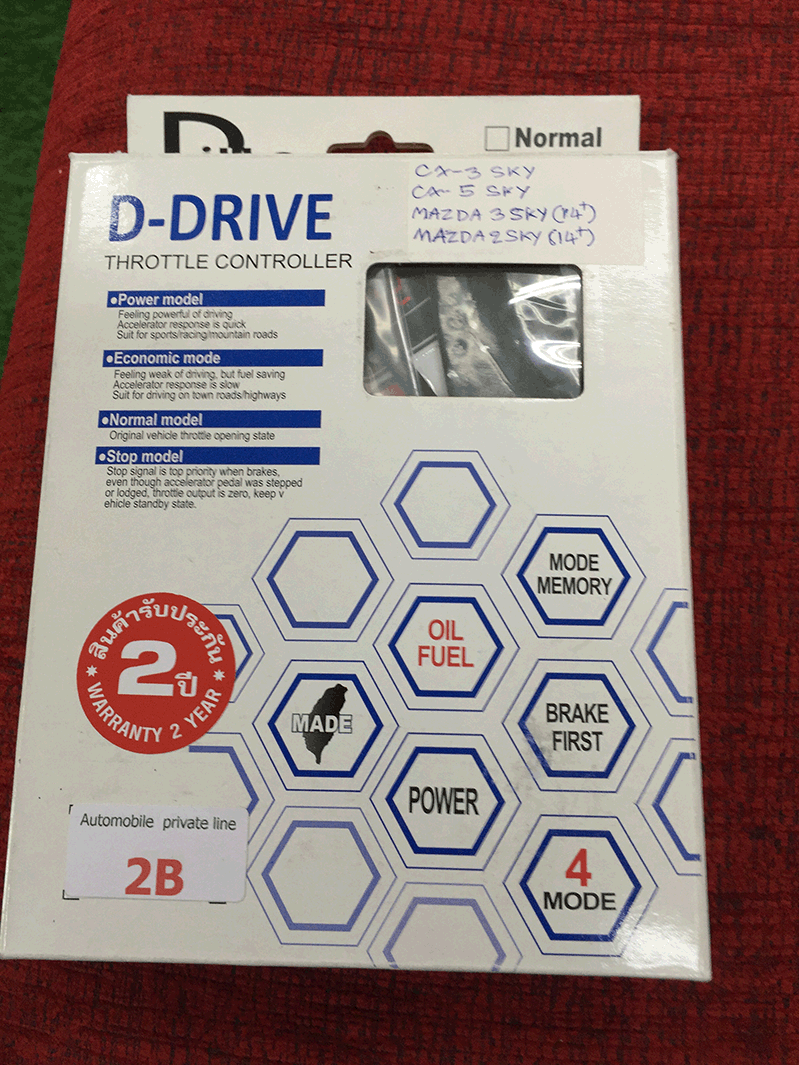 Normal
CX-3 SKY
CX-5 SKY
MAZDA 3 SKY (14+)
MAZDA 2 SKY (14+)
D-DRIVE
THROTTLE CONTROLLER
●Power model
Feeling powerful of driving
Accelerator response is quick
Suit for sports/racing/mountain roads
●Economic mode
Feeling weak of driving, but fuel saving
Accelerator response is slow
Suit for driving on town roads/highways
●Normal model
Original vehicle throttle opening state
●Stop model
Stop signal is top priority when brakes,
even though accelerator pedal was stepped
or lodged, throttle output is zero, keep v
ehicle standby state.
MODE
MEMORY
OIL
FUEL
สินค้ารับประกัน
2 ปี
WARRANTY 2 YEAR
MADE
BRAKE
FIRST
POWER
4
MODE
Automobile private line
2B